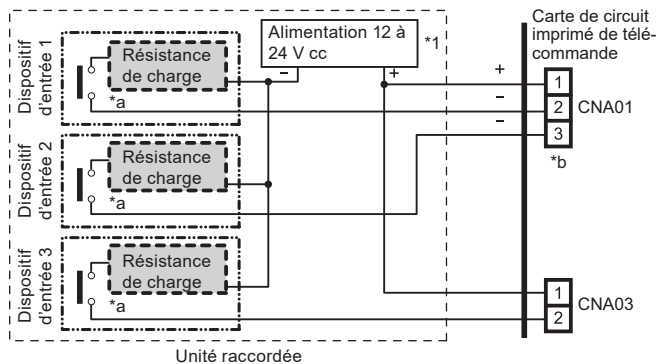 Dispositif
d'entrée 1
Résistance
de charge
*a
Alimentation 12 à
24 V cc
*1
–
+
Carte de circuit
imprimé de télé-
commande
+
–
–
1
2
3
CNA01
*b
Dispositif
d'entrée 2
Résistance
de charge
*a
Dispositif
d'entrée 3
Résistance
de charge
*a
1
2
CNA03
Unité raccordée